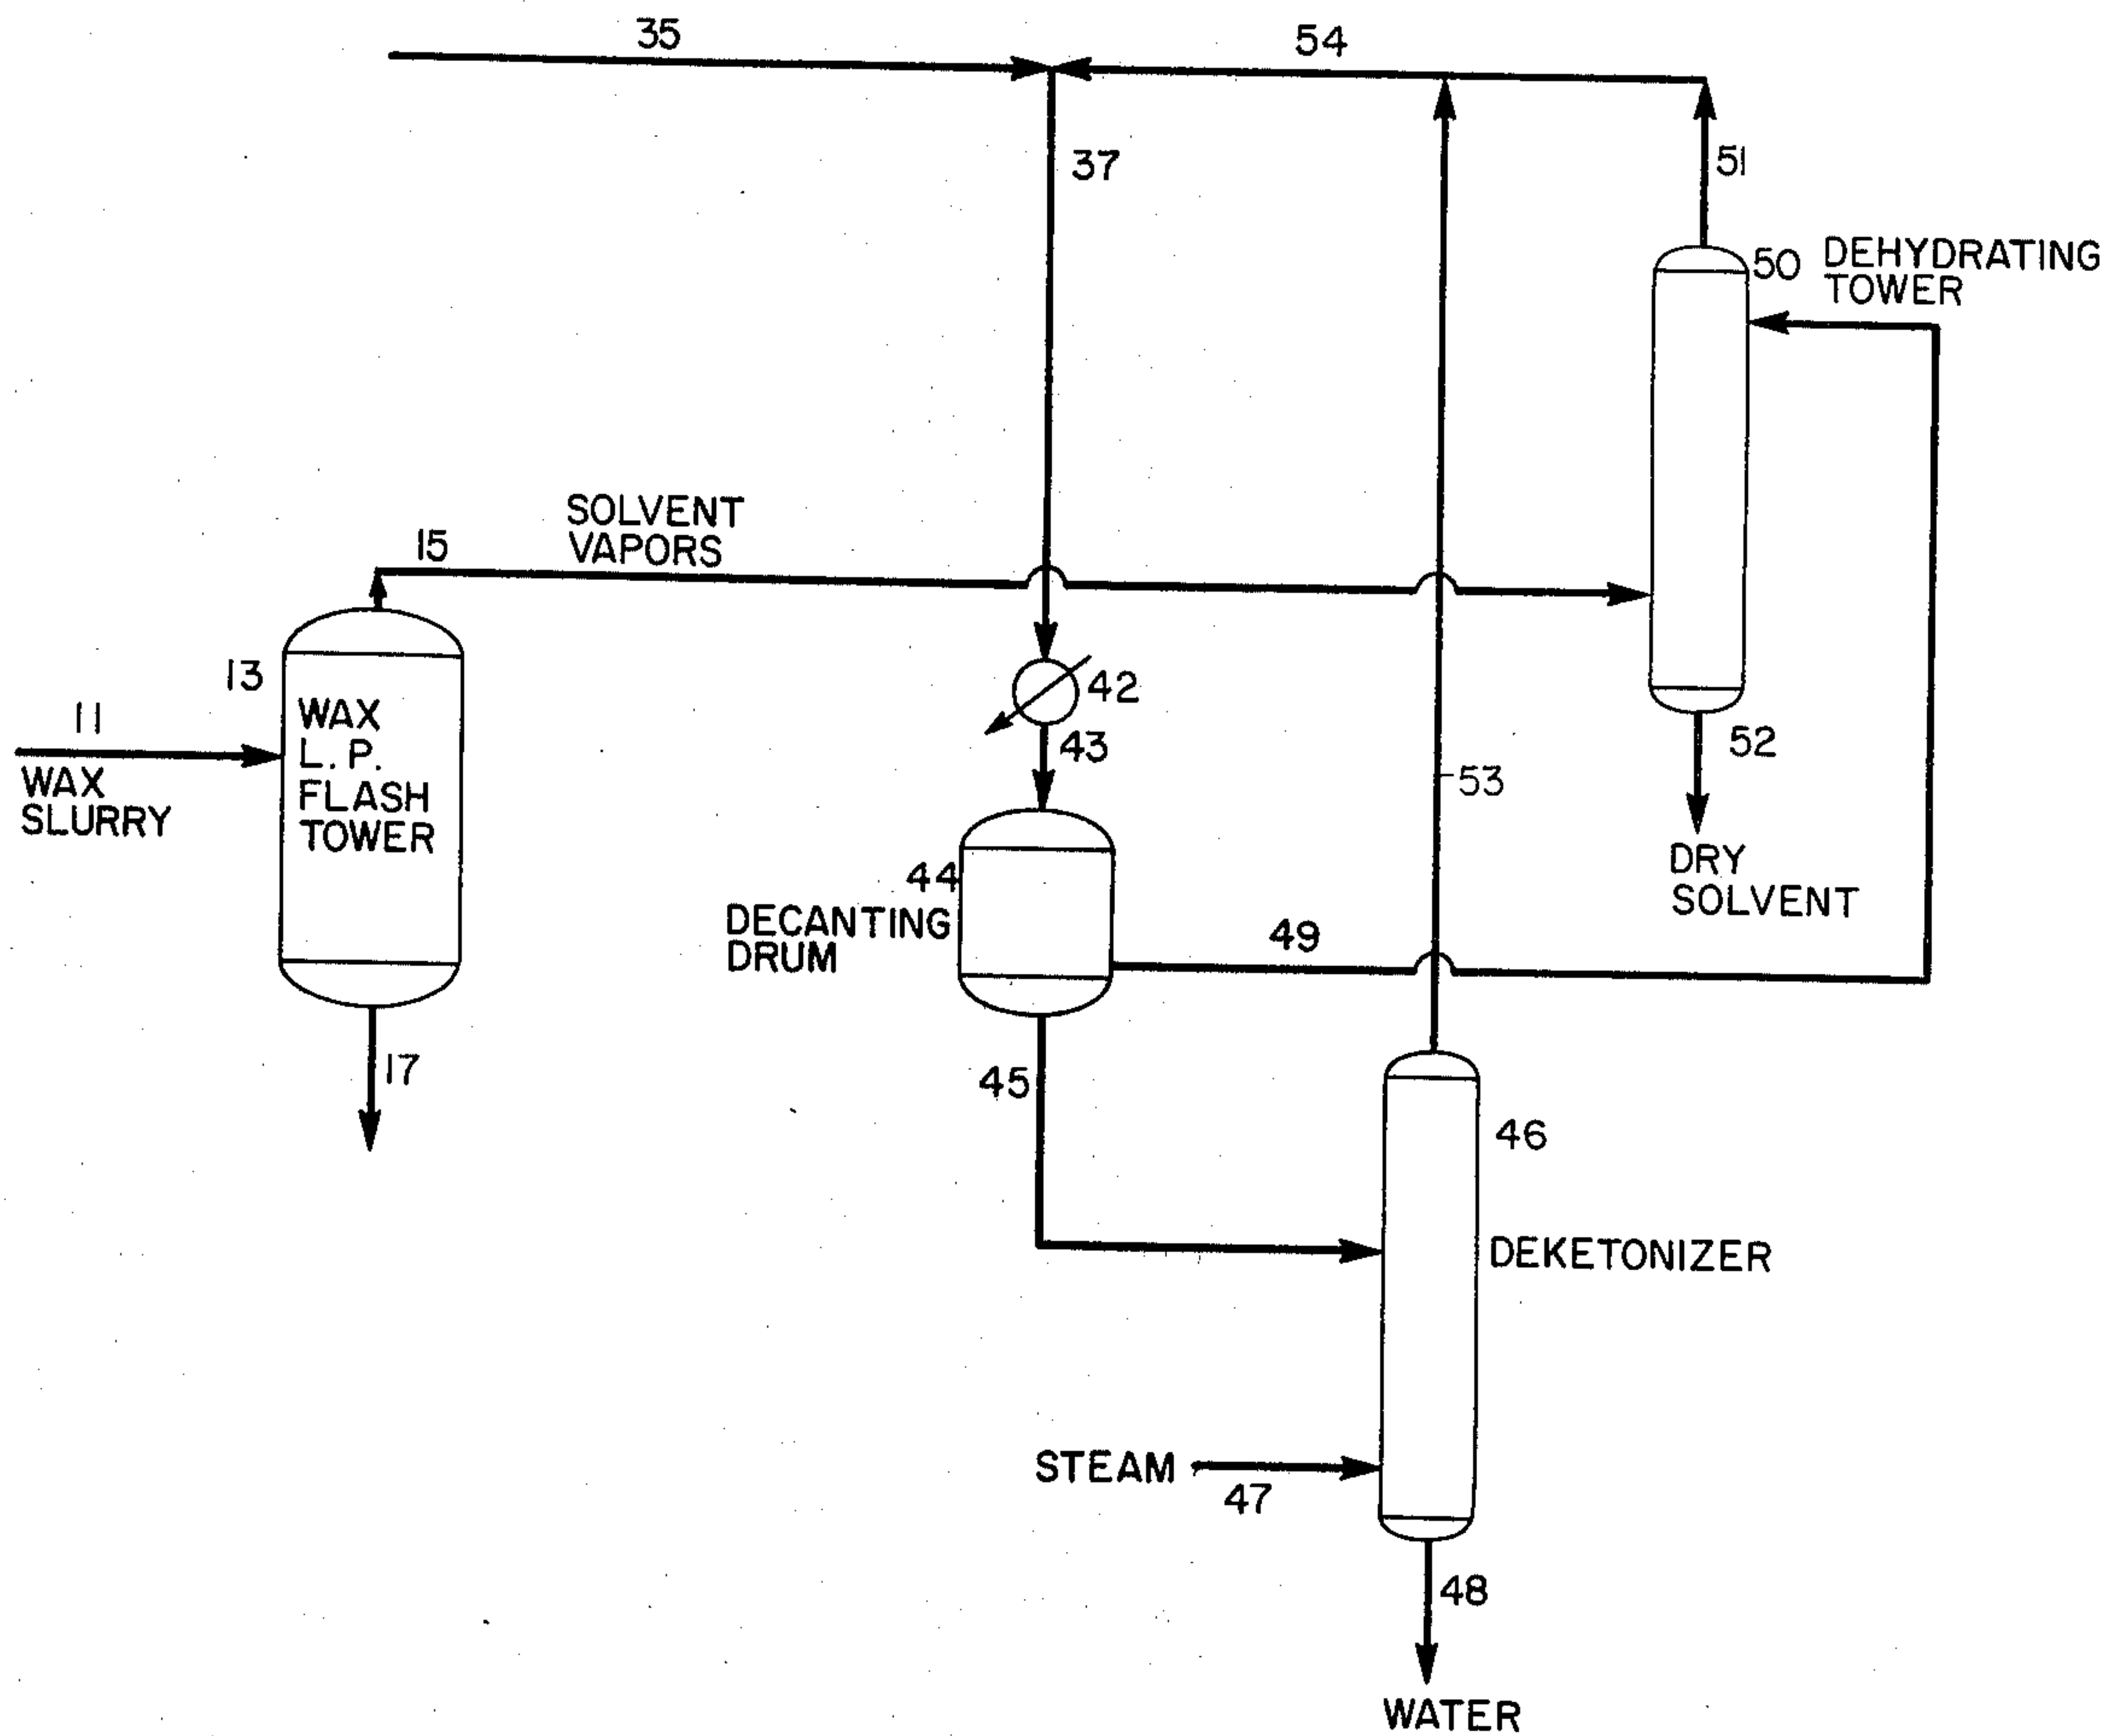 35
54
37
51
50
DEHYDRATING
TOWER
SOLVENT
VAPORS
15
13
WAX
L. P.
FLASH
TOWER
11
WAX
SLURRY
42
43
52
53
DRY
SOLVENT
44
DECANTING
DRUM
49
17
45
46
DEKETONIZER
STEAM
47
48
WATER